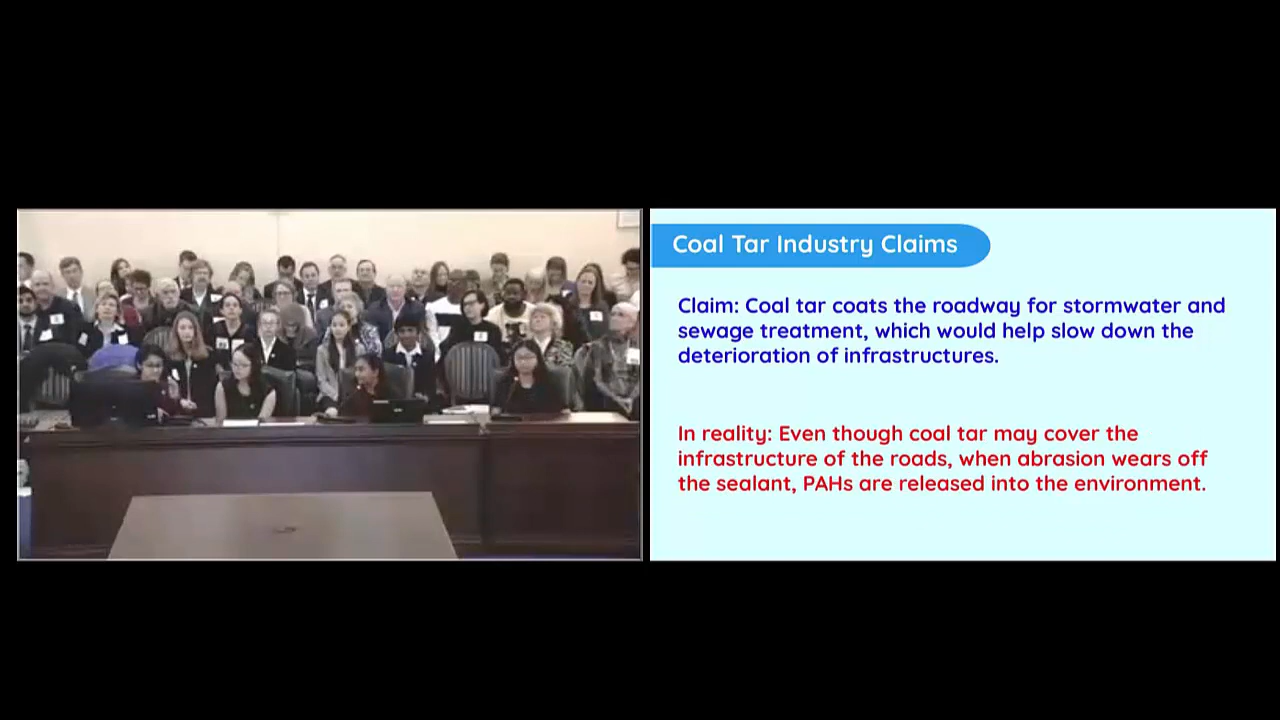 Coal Tar Industry Claims
Claim: Coal tar coats the roadway for stormwater and
sewage treatment, which would help slow down the
deterioration of infrastructures.
In reality: Even though coal tar may cover the
infrastructure of the roads, when abrasion wears off
the sealant, PAHs are released into the environment.